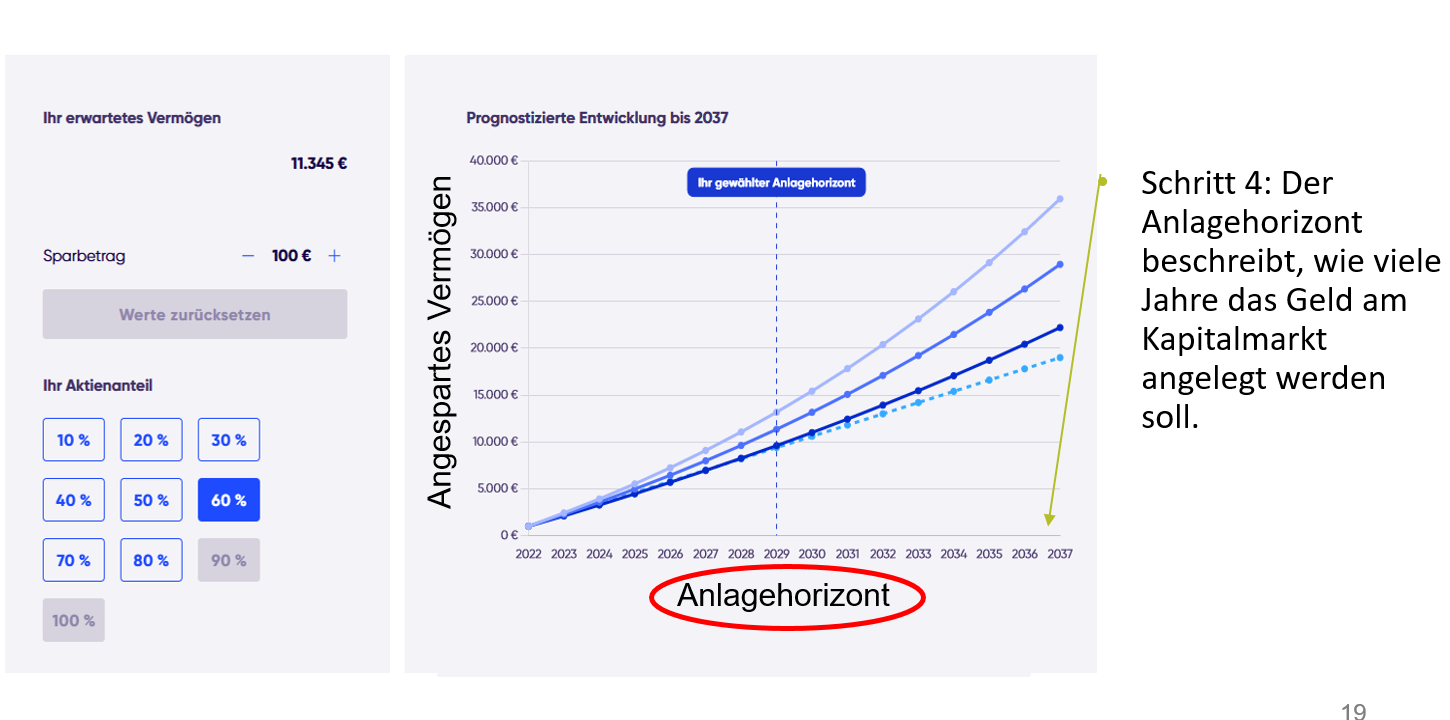 Ihr erwartetes Vermögen
11.345 €
Sparbetrag
− 100 € +
Werte zurücksetzen
Ihr Aktienanteil
10 % 20 % 30 %
40 % 50 % 60 %
70 % 80 % 90 %
100 %
Prognostizierte Entwicklung bis 2037
Angespartes Vermögen
40.000 €
35.000 €
30.000 €
25.000 €
20.000 €
15.000 €
10.000 €
5.000 €
0 €
Ihr gewählter Anlagehorizont
2022 2023 2024 2025 2026 2027 2028 2029 2030 2031 2032 2033 2034 2035 2036 2037
Anlagehorizont
• Schritt 4: Der
Anlagehorizont
beschreibt, wie viele
Jahre das Geld am
Kapitalmarkt
angelegt werden
soll.
19